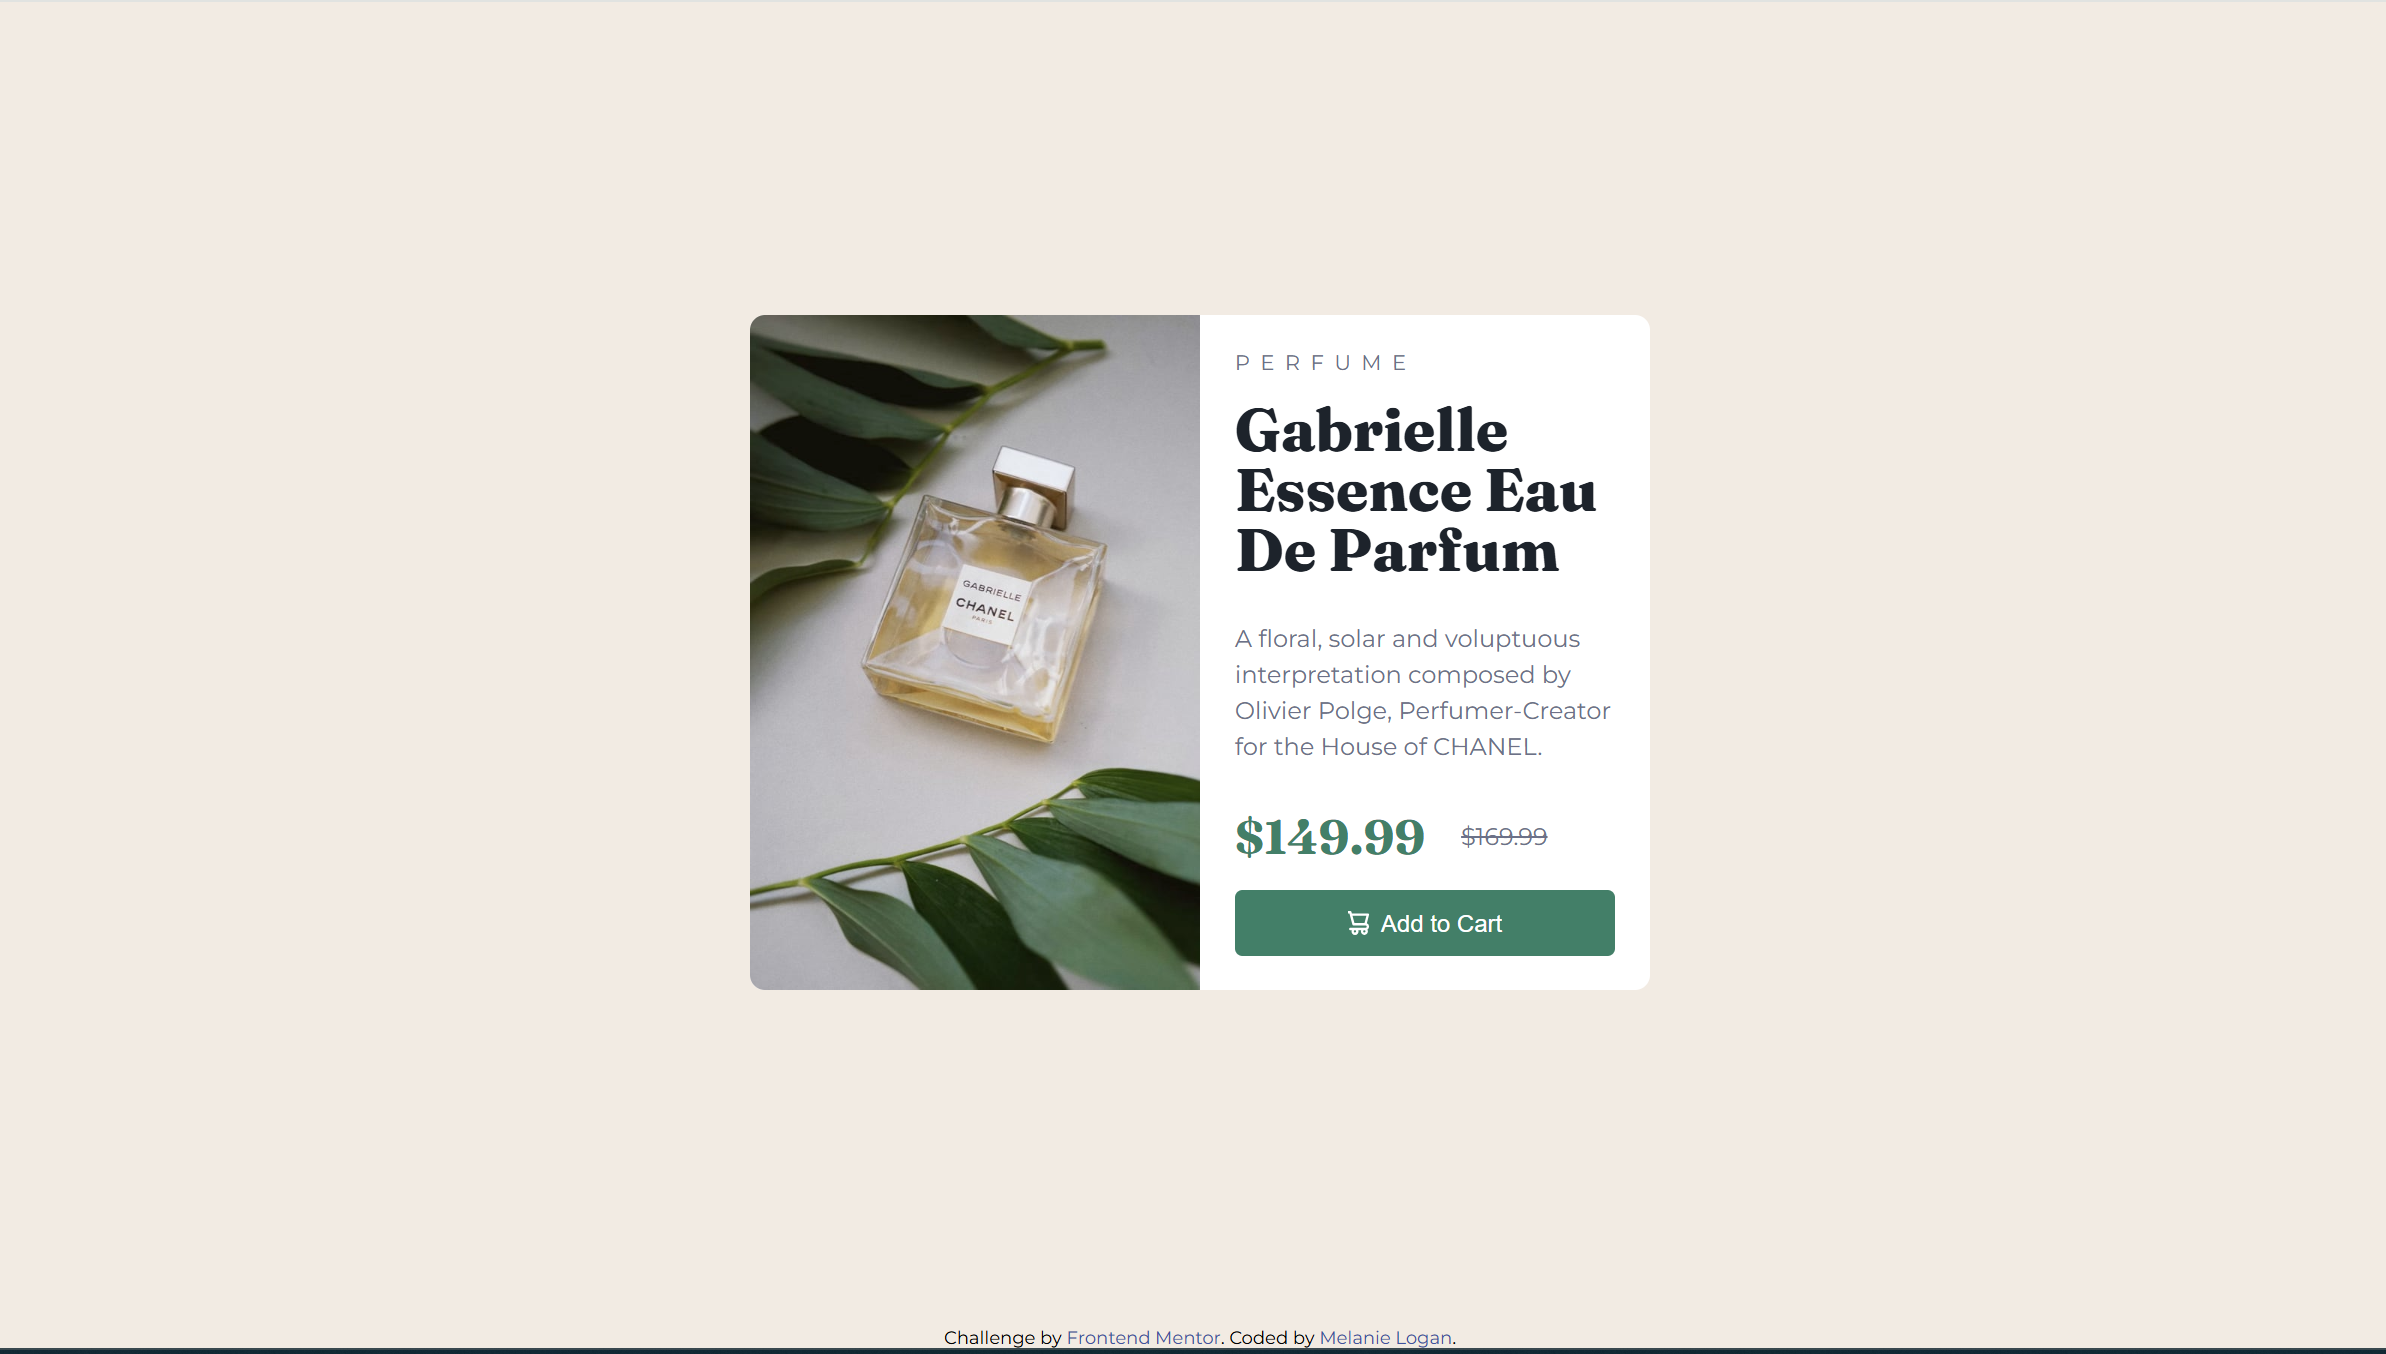 PERFUME
Gabrielle
Essence Eau
De Parfum
GABRIELLE
CHANEL
PARIS
A floral, solar and voluptuous
interpretation composed by
Olivier Polge, Perfumer-Creator
for the House of CHANEL.
$149.99 $169.99
Add to Cart
Challenge by Frontend Mentor. Coded by Melanie Logan.